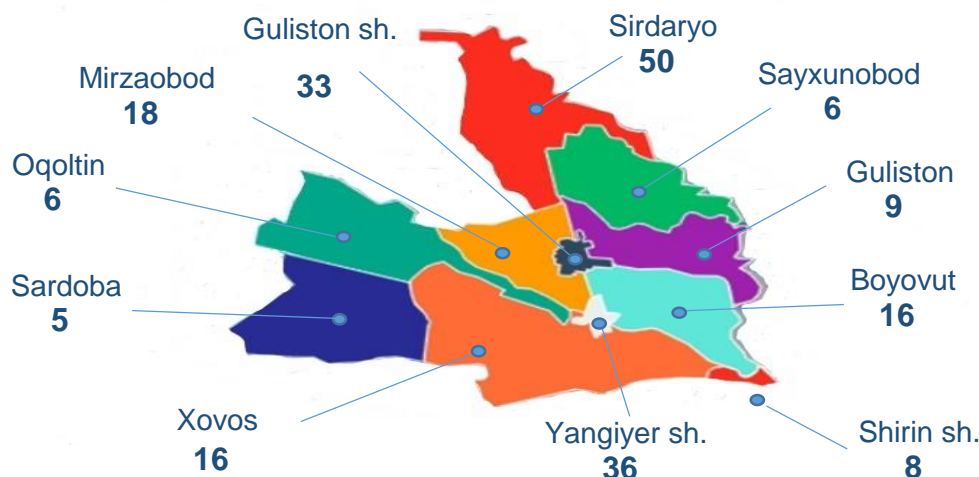 Guliston sh.
33
Sirdaryo
50
Mirzaobod
18
Sayxunobod
6
Oqoltin
6
Guliston
9
Sardoba
5
Boyovut
16
Xovos
16
Yangiyer sh.
36
Shirin sh.
8